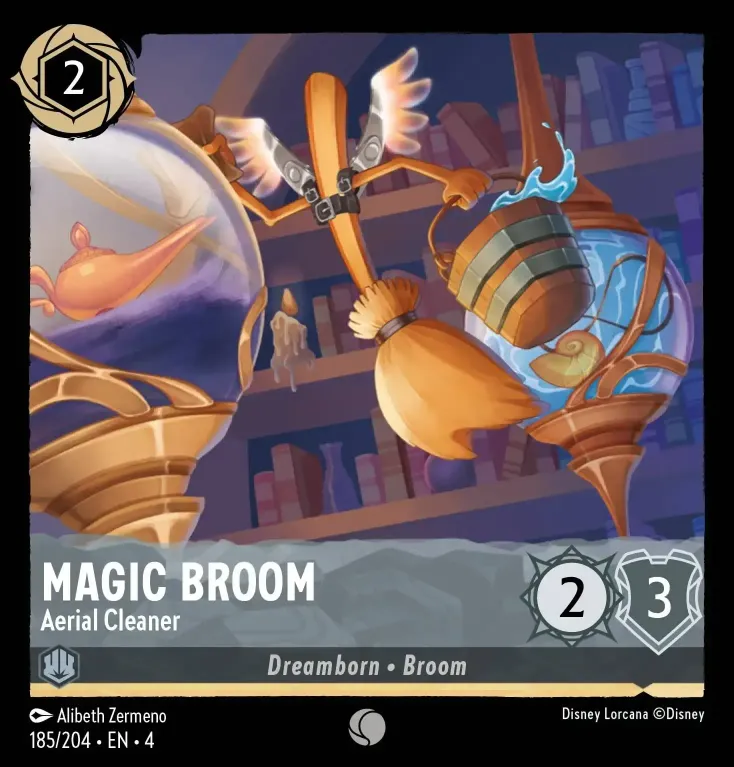 2
MAGIC BROOM
Aerial Cleaner
2 3
Dreamborn • Broom
Alibeth Zermeno
Disney Lorcana ©Disney
185/204 • EN • 4